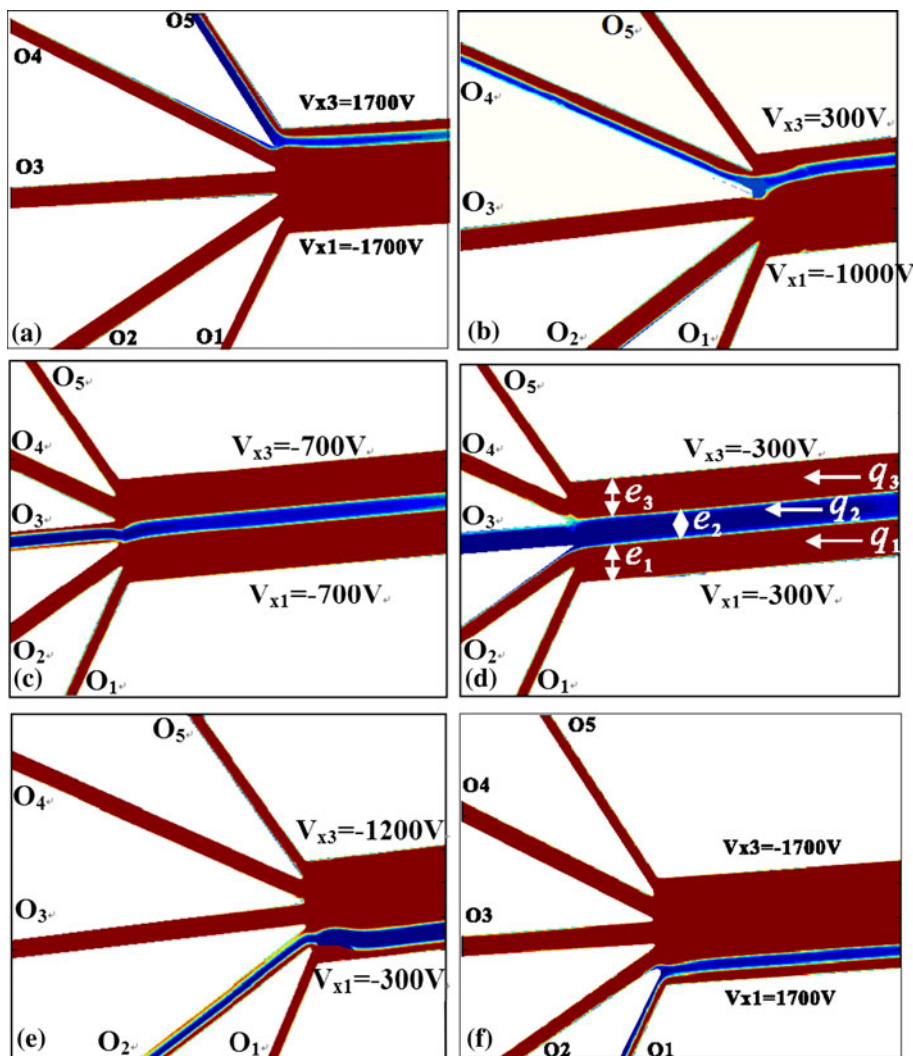 O5
O4
Vx3=1700V
O3
Vx1=-1700V
(a)
O2
O1
O₅
O₄
Vx3=300V
O₃
Vx1=-1000V
(b)
O₂
O₁
O₅
O₄
Vx3=-700V
O₃
Vx1=-700V
O₂
(c)
O₁
O₅
O₄
Vx3=-300V
q₃
e₃
O₃
q₂
e₂
q₁
e₁
Vx1=-300V
O₂
(d)
O₁
O₅
O₄
Vx3=-1200V
O₃
Vx1=-300V
(e)
O₂
O₁
O5
O4
Vx3=-1700V
O3
Vx1=1700V
(f)
O2
O1